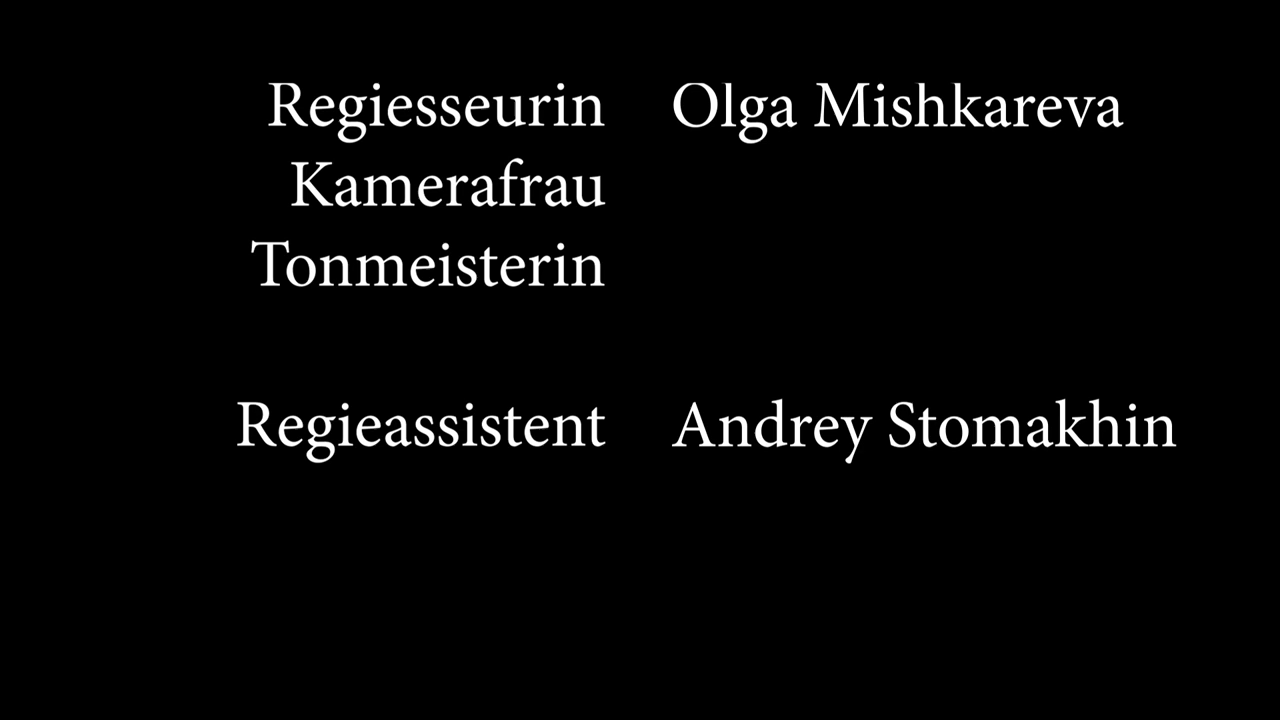 Regiesseurin Olga Mishkareva
Kamerafrau
Tonmeisterin
Regieassistent Andrey Stomakhin